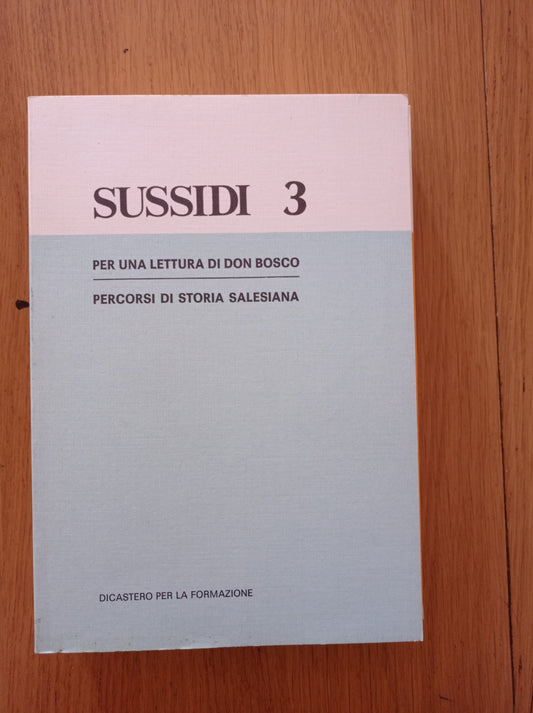 SUSSIDI 3
PER UNA LETTURA DI DON BOSCO
PERCORSI DI STORIA SALESIANA
DICASTERO PER LA FORMAZIONE